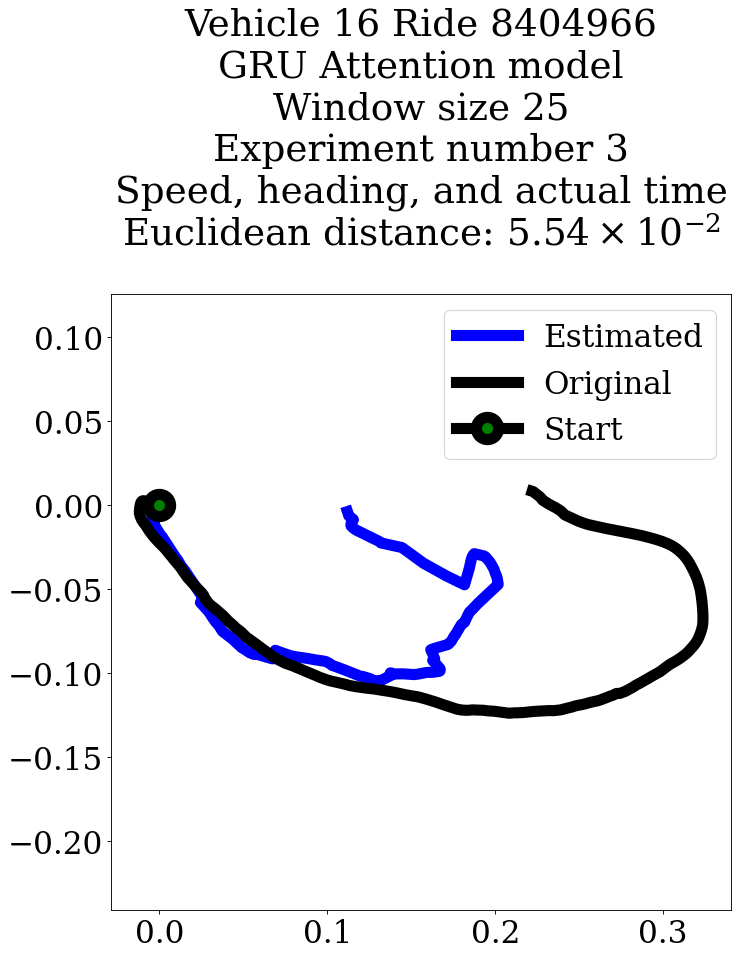 Vehicle 16 Ride 8404966
GRU Attention model
Window size 25
Experiment number 3
Speed, heading, and actual time
Euclidean distance: 5.54 × 10⁻²
Estimated
Original
Start
0.10
0.05
0.00
−0.05
−0.10
−0.15
−0.20
0.0 0.1 0.2 0.3